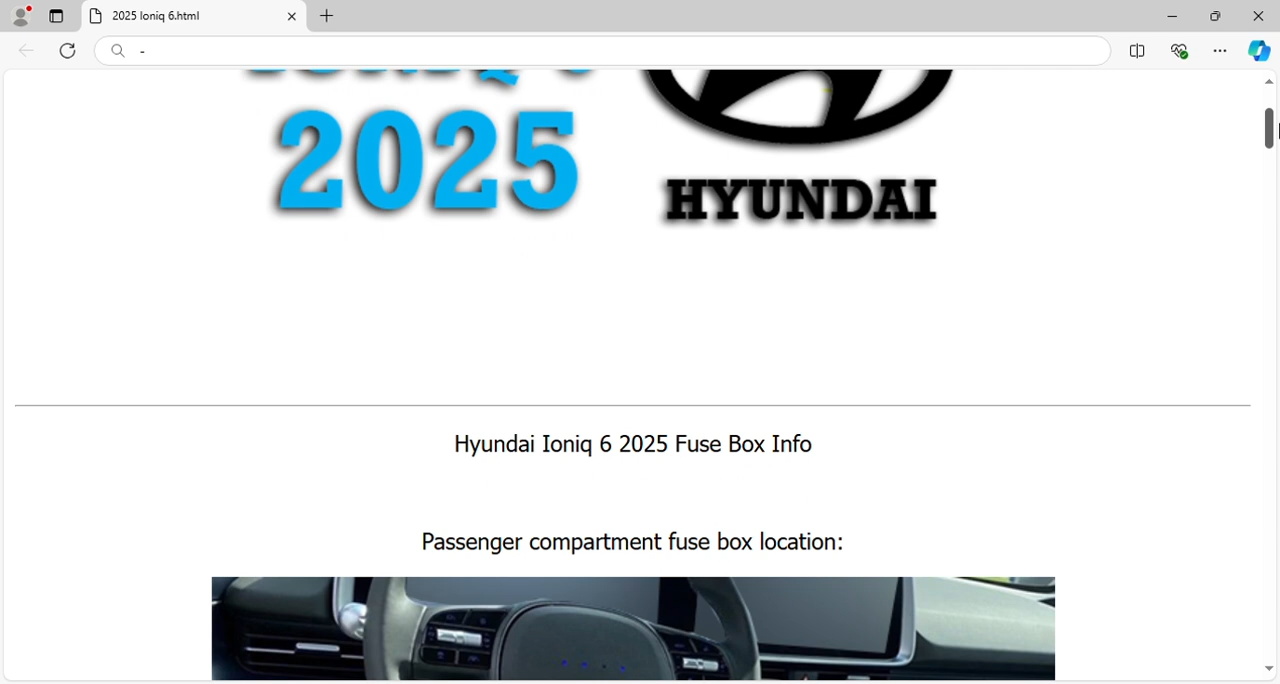 2025 Ioniq 6.html
-
2025
HYUNDAI
Hyundai Ioniq 6 2025 Fuse Box Info
Passenger compartment fuse box location: